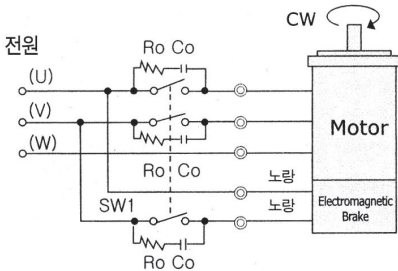 CW
전원
Ro Co
(U)
(V)
Motor
(W)
Ro Co
노랑
SW1
노랑
Electromagnetic
Brake
Ro Co